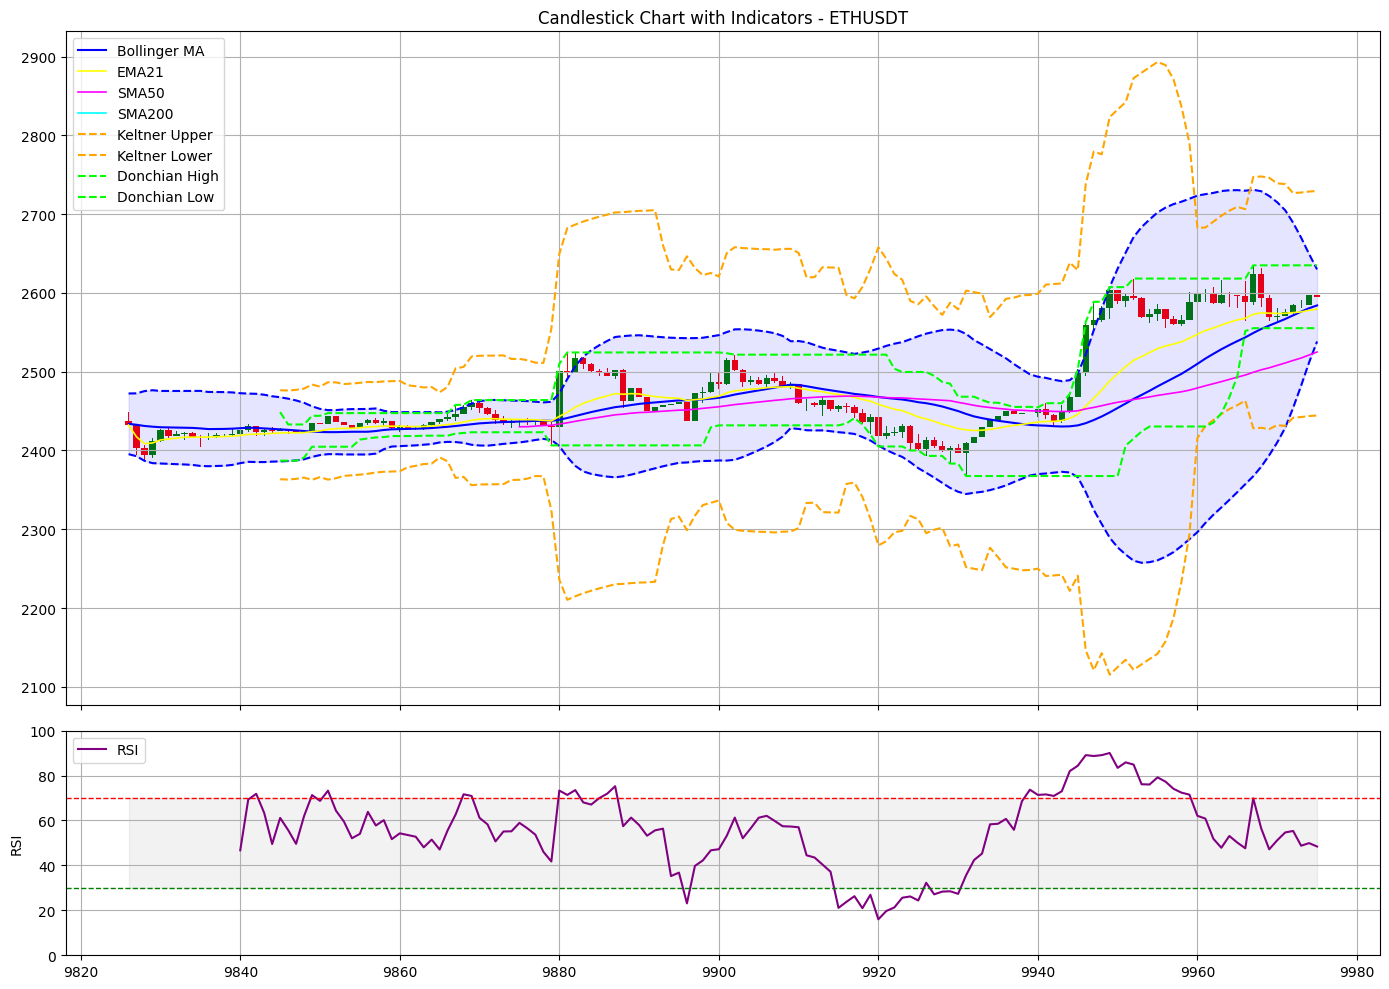 Candlestick Chart with Indicators - ETHUSDT
Bollinger MA
EMA21
SMA50
SMA200
Keltner Upper
Keltner Lower
Donchian High
Donchian Low
2900
2800
2700
2600
2500
2400
2300
2200
2100
RSI
100
80
60
40
20
0
RSI
9820 9840 9860 9880 9900 9920 9940 9960 9980